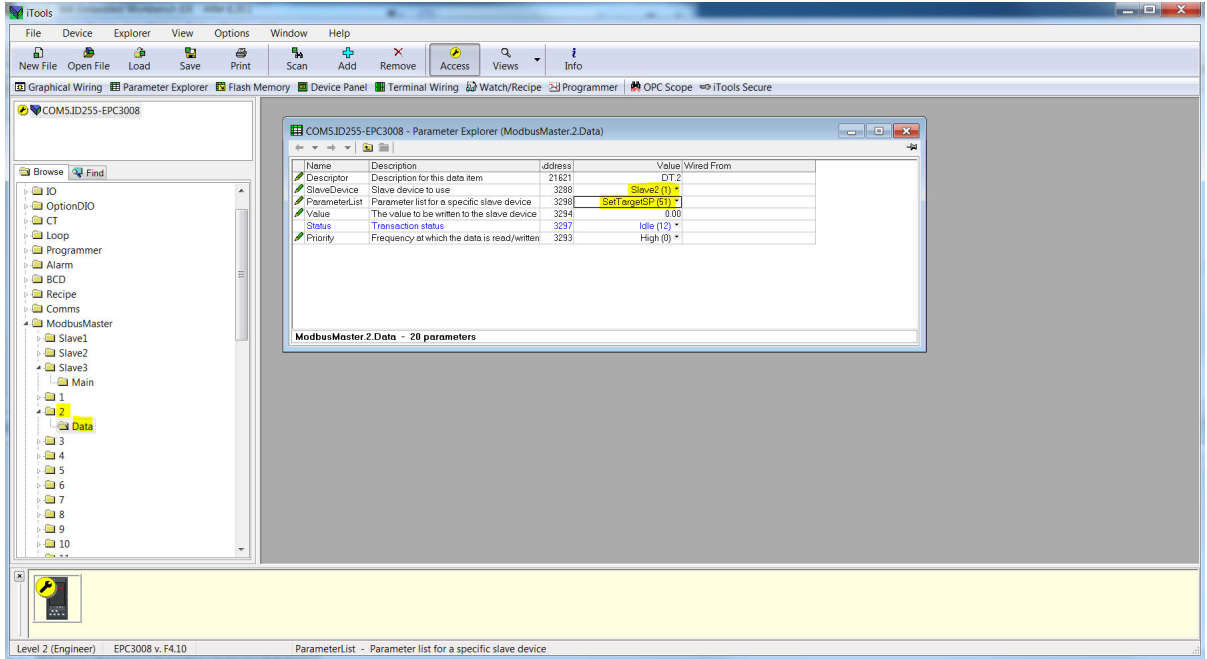 iTools
File Device Explorer View Options Window Help
New File Open File Load Save Print Scan Add Remove Access Views Info
Graphical Wiring Parameter Explorer Flash Memory Device Panel Terminal Wiring Watch/Recipe Programmer OPC Scope iTools Secure
COM5.ID255-EPC3008
Browse Find
IO
OptionDIO
CT
Loop
Programmer
Alarm
BCD
Recipe
Comms
ModbusMaster
Slave1
Slave2
Slave3
Main
1
2
Data
3
4
5
6
7
8
9
10
COM5.ID255-EPC3008 - Parameter Explorer (ModbusMaster.2.Data)
Name Description ddress Value Wired From
Descriptor Description for this data item 21621 DT.2
SlaveDevice Slave device to use 3288 Slave2 (1)
ParameterList Parameter list for a specific slave device 3298 SetTargetSP (51)
Value The value to be written to the slave device 3294 0.00
Status Transaction status 3297 Idle (12)
Priority Frequency at which the data is read/written 3293 High (0)
ModbusMaster.2.Data - 20 parameters
Level 2 (Engineer) EPC3008 v. F4.10 ParameterList - Parameter list for a specific slave device